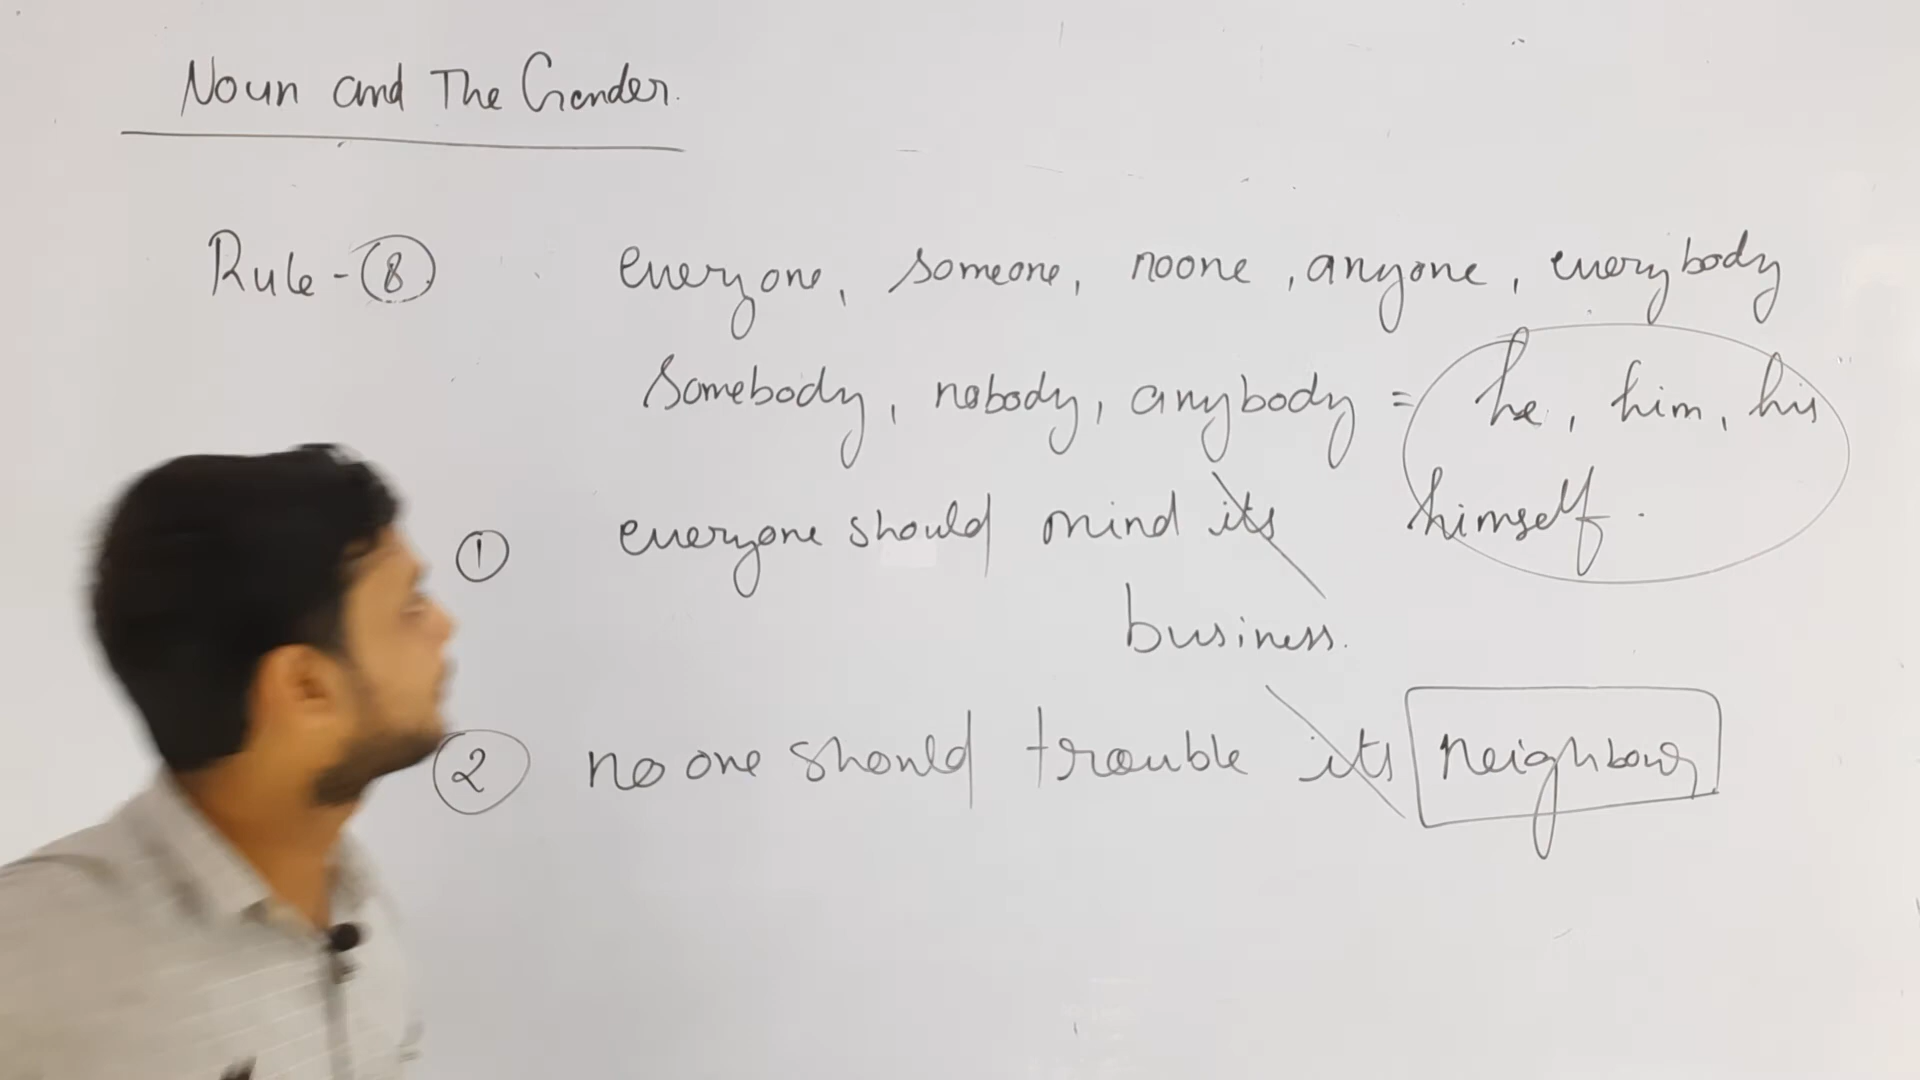 Noun and The Gender.
Rule-⑧ everyone, someone, noone, anyone, everybody
somebody, nobody, anybody = he, him, his
himself.
① everyone should mind its
business.
② no one should trouble its neighbour